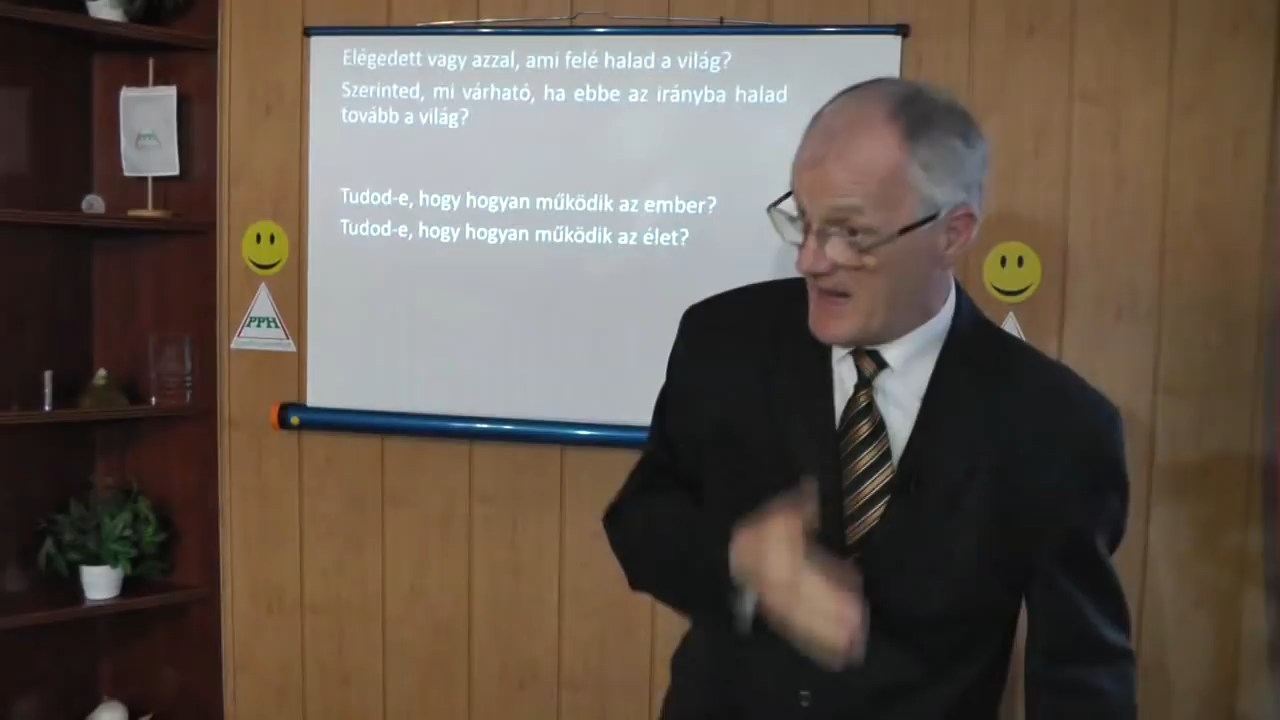 Elégedett vagy azzal, ami felé halad a világ?
Szerinted, mi várható, ha ebbe az irányba halad
tovább a világ?
Tudod-e, hogy hogyan működik az ember?
Tudod-e, hogy hogyan működik az élet?
PPH